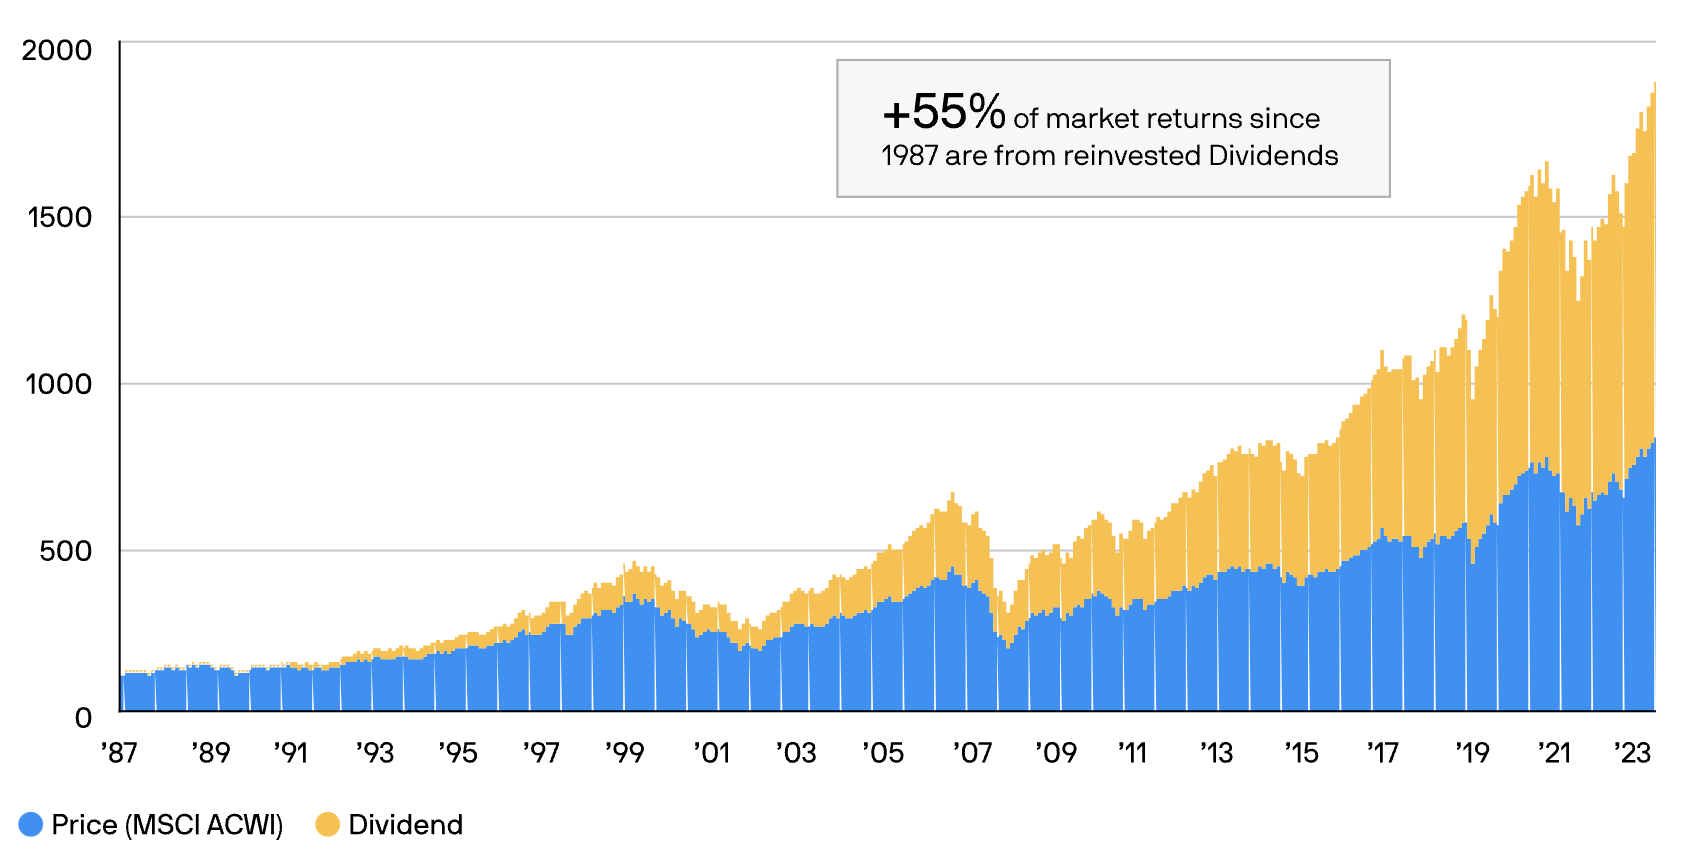 2000
+55% of market returns since
1987 are from reinvested Dividends
1500
1000
500
0
’87 ’89 ’91 ’93 ’95 ’97 ’99 ’01 ’03 ’05 ’07 ’09 ’11 ’13 ’15 ’17 ’19 ’21 ’23
Price (MSCI ACWI) Dividend